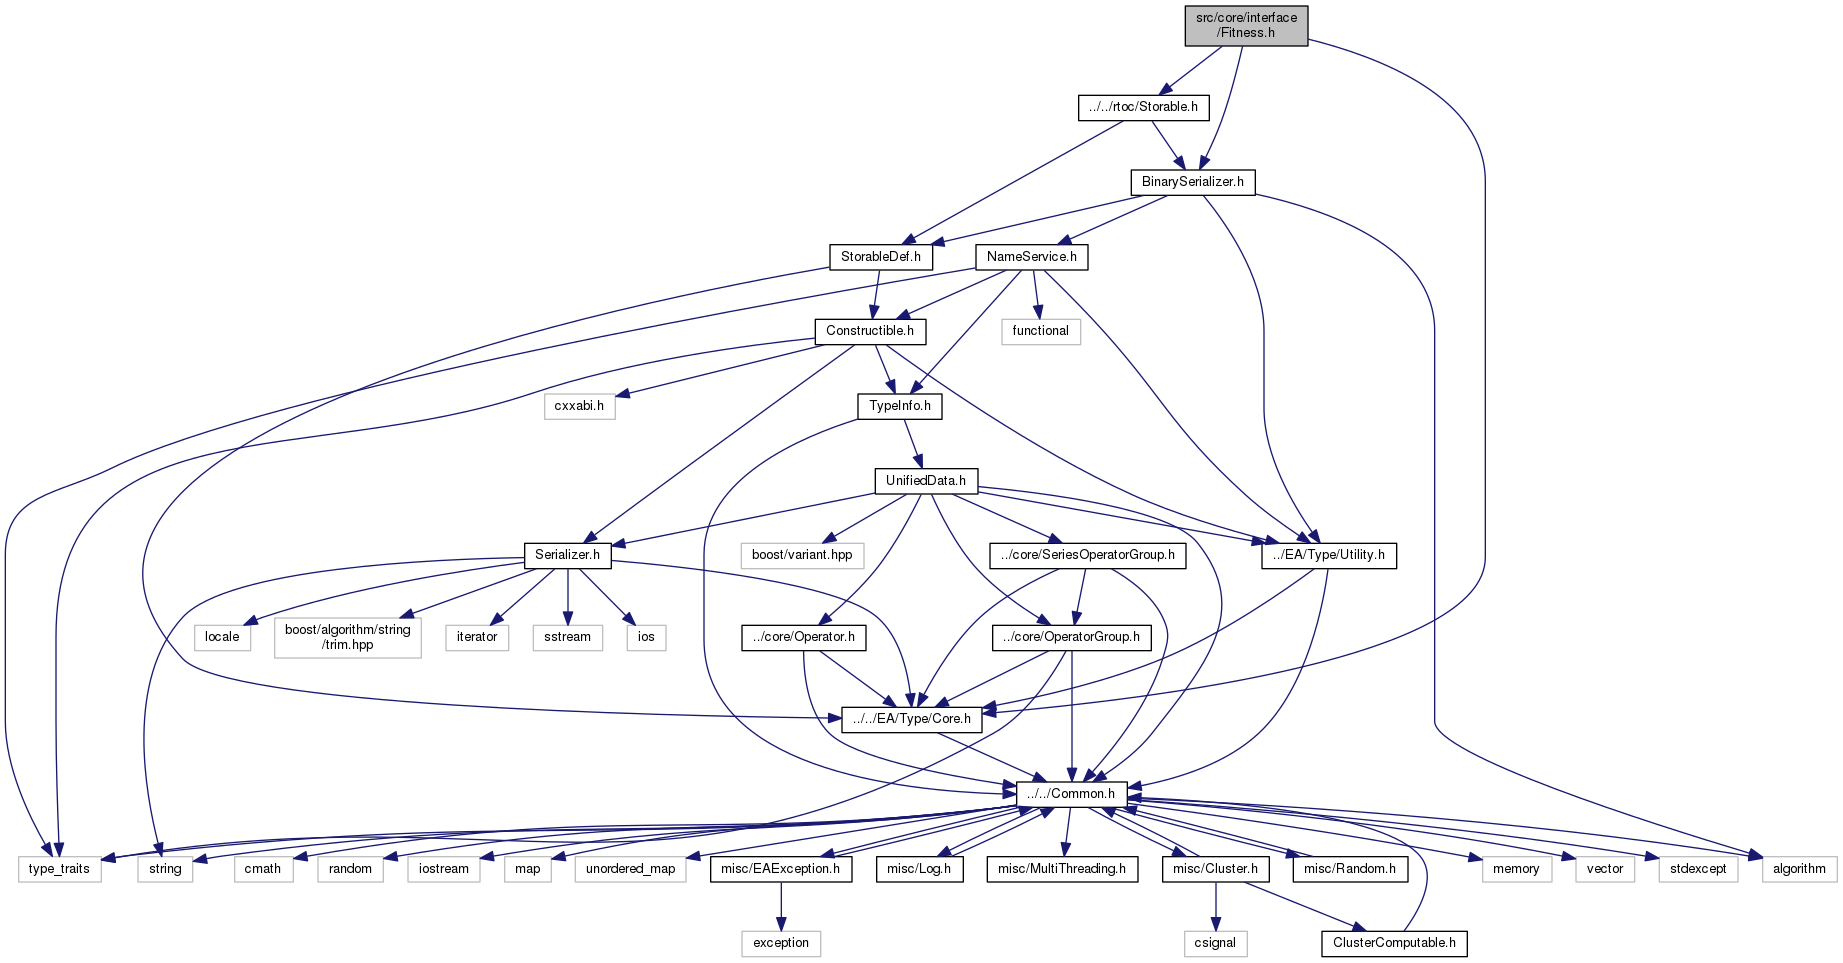 src/core/interface
/Fitness.h
../../rtoc/Storable.h
BinarySerializer.h
StorableDef.h
NameService.h
Constructible.h
functional
cxxabi.h
TypeInfo.h
UnifiedData.h
Serializer.h
boost/variant.hpp
../core/SeriesOperatorGroup.h
../EA/Type/Utility.h
locale
boost/algorithm/string
/trim.hpp
iterator
sstream
ios
../core/Operator.h
../core/OperatorGroup.h
../../EA/Type/Core.h
../../Common.h
type_traits
string
cmath
random
iostream
map
unordered_map
misc/EAException.h
misc/Log.h
misc/MultiThreading.h
misc/Cluster.h
misc/Random.h
memory
vector
stdexcept
algorithm
exception
csignal
ClusterComputable.h